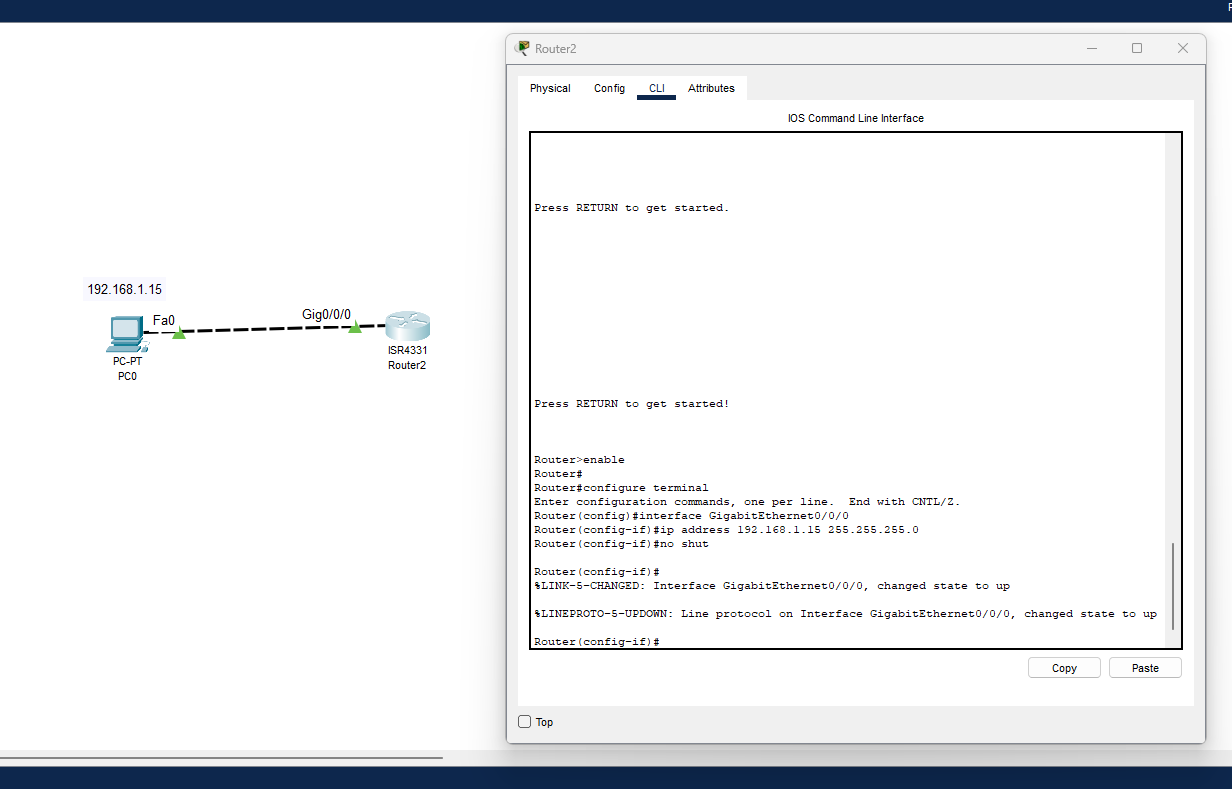 192.168.1.15
Fa0
Gig0/0/0
PC-PT
PC0
ISR4331
Router2
Router2
Physical Config CLI Attributes
IOS Command Line Interface
Press RETURN to get started.
Press RETURN to get started!
Router>enable
Router#
Router#configure terminal
Enter configuration commands, one per line.  End with CNTL/Z.
Router(config)#interface GigabitEthernet0/0/0
Router(config-if)#ip address 192.168.1.15 255.255.255.0
Router(config-if)#no shut
Router(config-if)#
%LINK-5-CHANGED: Interface GigabitEthernet0/0/0, changed state to up
%LINEPROTO-5-UPDOWN: Line protocol on Interface GigabitEthernet0/0/0, changed state to up
Router(config-if)#
Copy Paste
Top